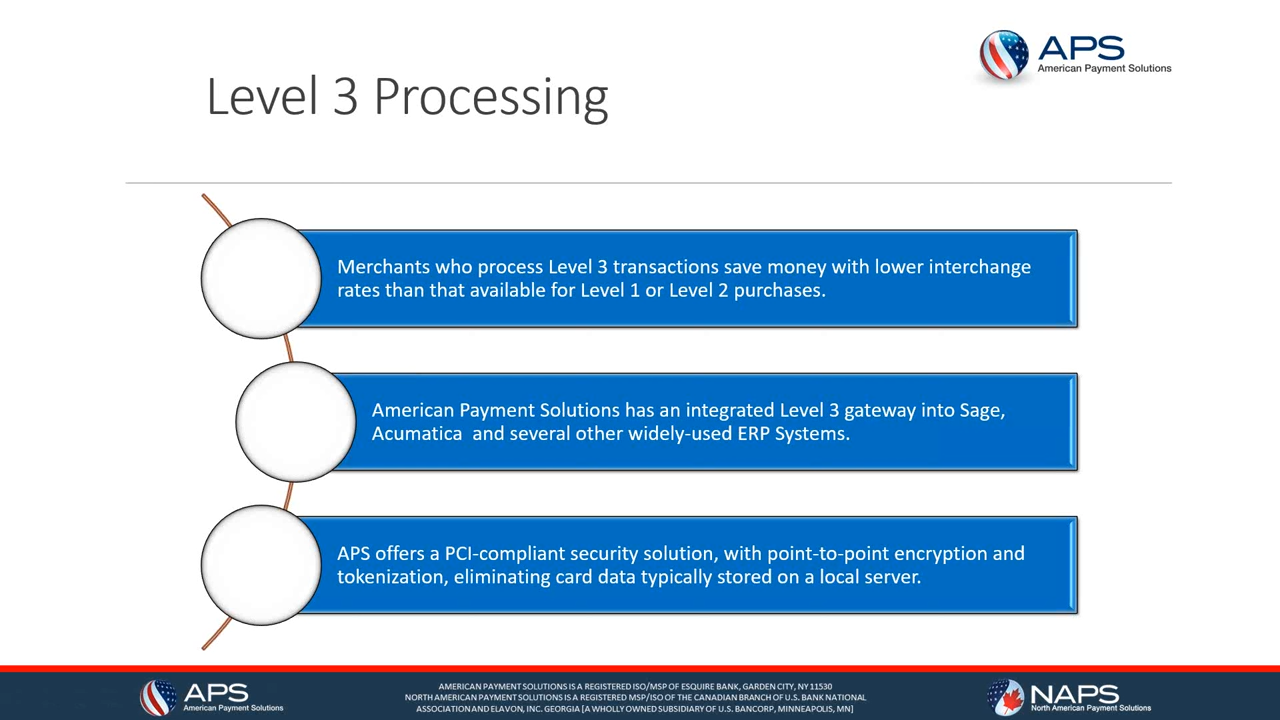 APS
American Payment Solutions
Level 3 Processing
Merchants who process Level 3 transactions save money with lower interchange
rates than that available for Level 1 or Level 2 purchases.
American Payment Solutions has an integrated Level 3 gateway into Sage,
Acumatica  and several other widely-used ERP Systems.
APS offers a PCI-compliant security solution, with point-to-point encryption and
tokenization, eliminating card data typically stored on a local server.
APS
American Payment Solutions
AMERICAN PAYMENT SOLUTIONS IS A REGISTERED ISO/MSP OF ESQUIRE BANK, GARDEN CITY, NY 11530
NORTH AMERICAN PAYMENT SOLUTIONS IS A REGISTERED MSP/ISO OF THE CANADIAN BRANCH OF U.S. BANK NATIONAL
ASSOCIATION AND ELAVON, INC. GEORGIA [A WHOLLY OWNED SUBSIDIARY OF U.S. BANCORP, MINNEAPOLIS, MN]
NAPS
North American Payment Solutions